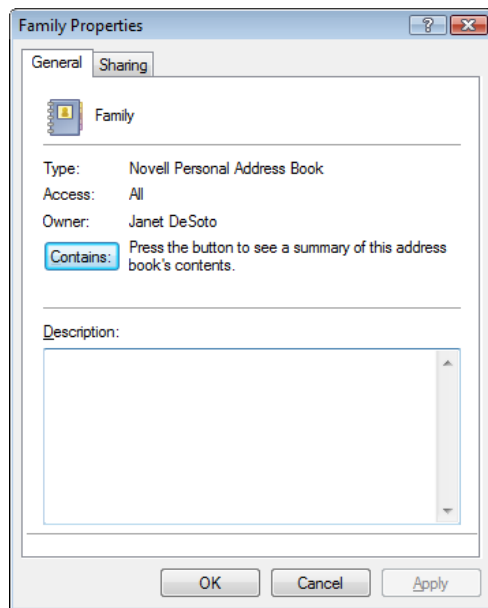 Family Properties
General
Sharing
Family
Type: Novell Personal Address Book
Access: All
Owner: Janet DeSoto
Contains: Press the button to see a summary of this address
book's contents.
Description:
OK Cancel Apply